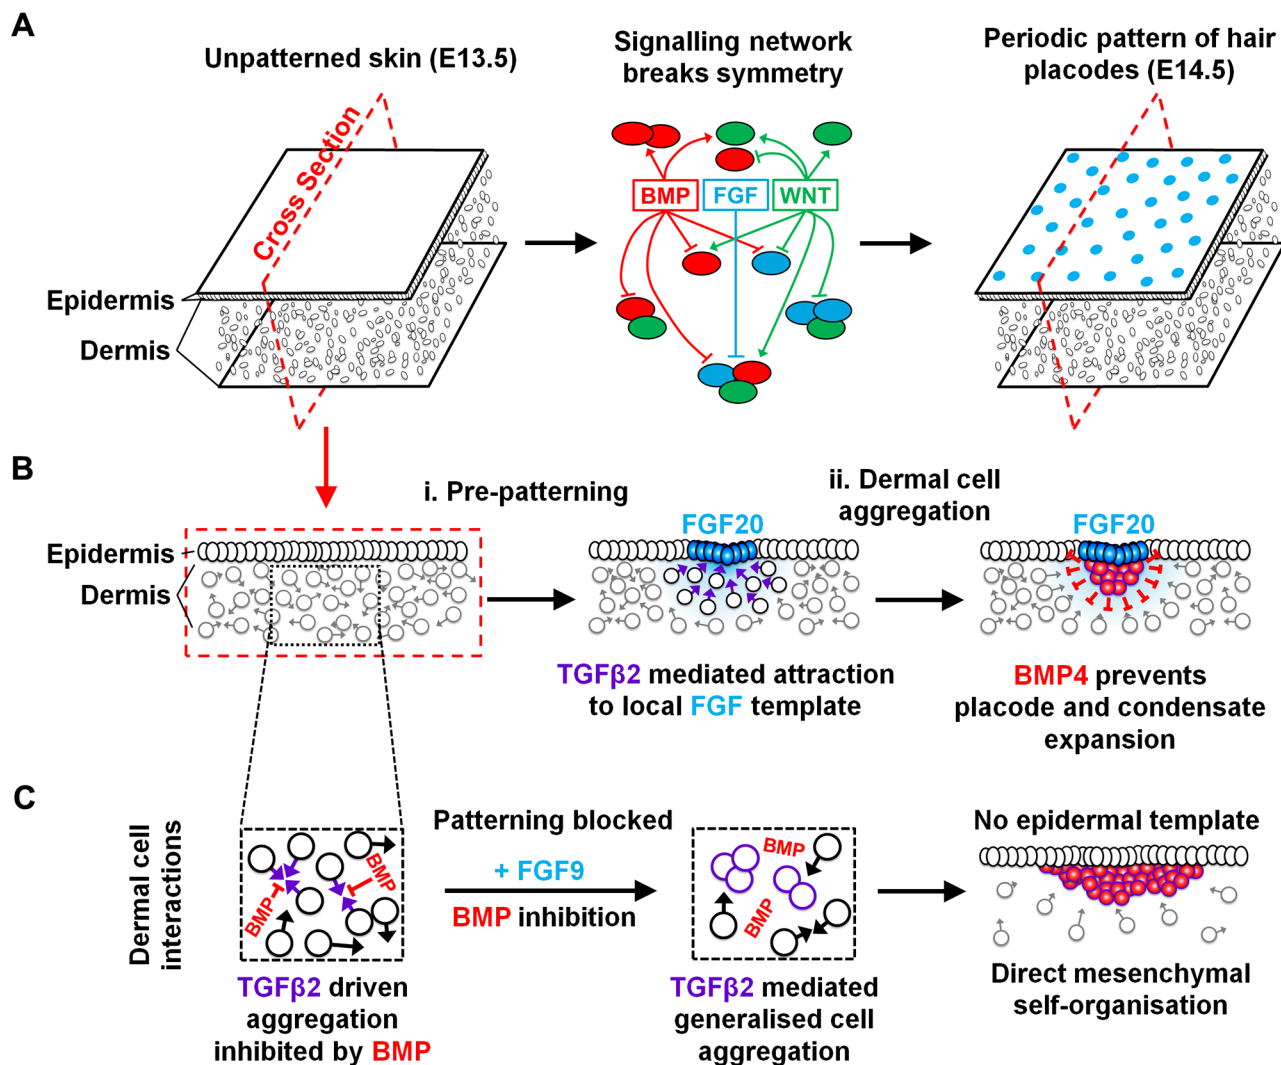 A
Unpatterned skin (E13.5)
Signalling network
breaks symmetry
Periodic pattern of hair
placodes (E14.5)
Cross Section
BMP
FGF
WNT
Epidermis
Dermis
B
i. Pre-patterning
ii. Dermal cell
aggregation
FGF20
FGF20
Epidermis
Dermis
TGFβ2 mediated attraction
to local FGF template
BMP4 prevents
placode and condensate
expansion
C
Dermal cell
interactions
BMP
BMP
TGFβ2 driven
aggregation
inhibited by BMP
Patterning blocked
+ FGF9
BMP inhibition
BMP
BMP
TGFβ2 mediated
generalised cell
aggregation
No epidermal template
Direct mesenchymal
self-organisation